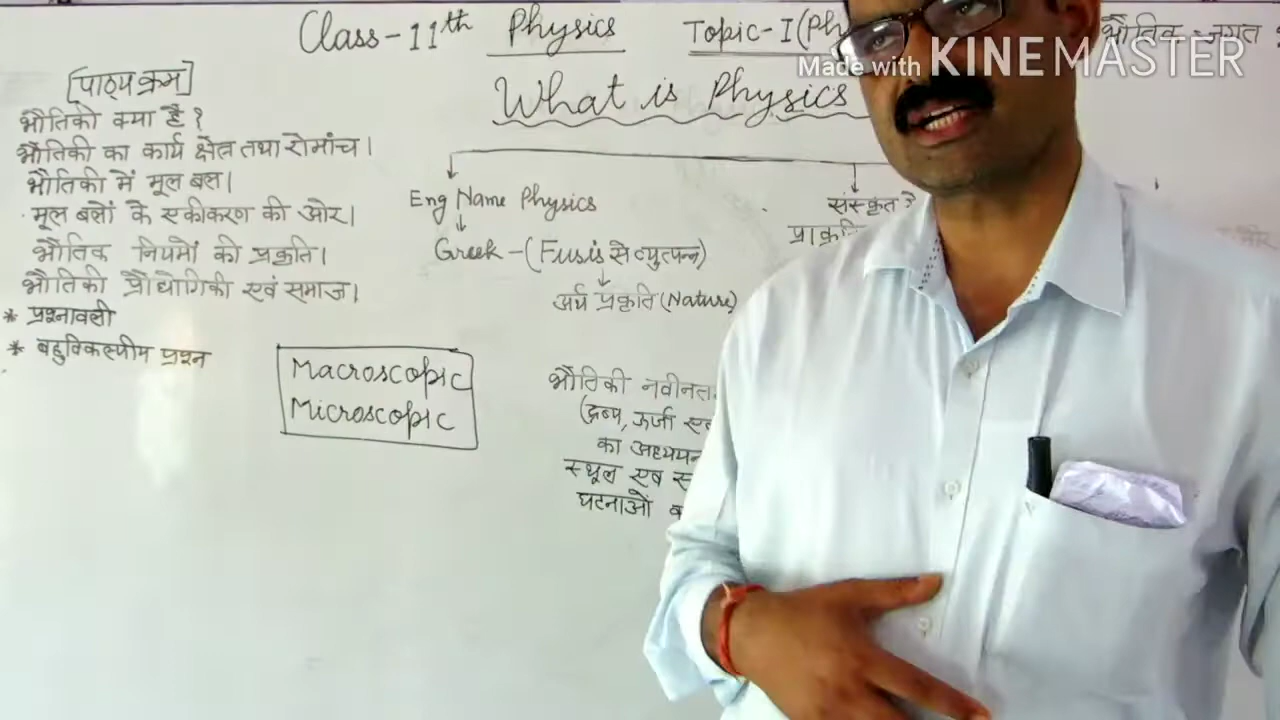 Class-11th Physics Topic-I (Ph
भौतिक-जगत
Made with KINEMASTER
[पाठ्यक्रम]
What is Physics
भौतिकी क्या है?
भौतिकी का कार्य क्षेत्र तथा रोमांच।
भौतिकी में मूल बल।
मूल बलों के एकीकरण की ओर।
भौतिक नियमों की प्रकृति।
भौतिकी प्रौद्योगिकी एवं समाज।
* प्रश्नावली
* बहुविकल्पीय प्रश्न
Eng Name Physics
Greek-(Fusis से व्युत्पन्न)
अर्थ प्रकृति (Nature)
संस्कृत
Macroscopic
Microscopic
भौतिकी
(द्रव्य, ऊर्जा
का अध्ययन
स्थूल एव
घटनाओ